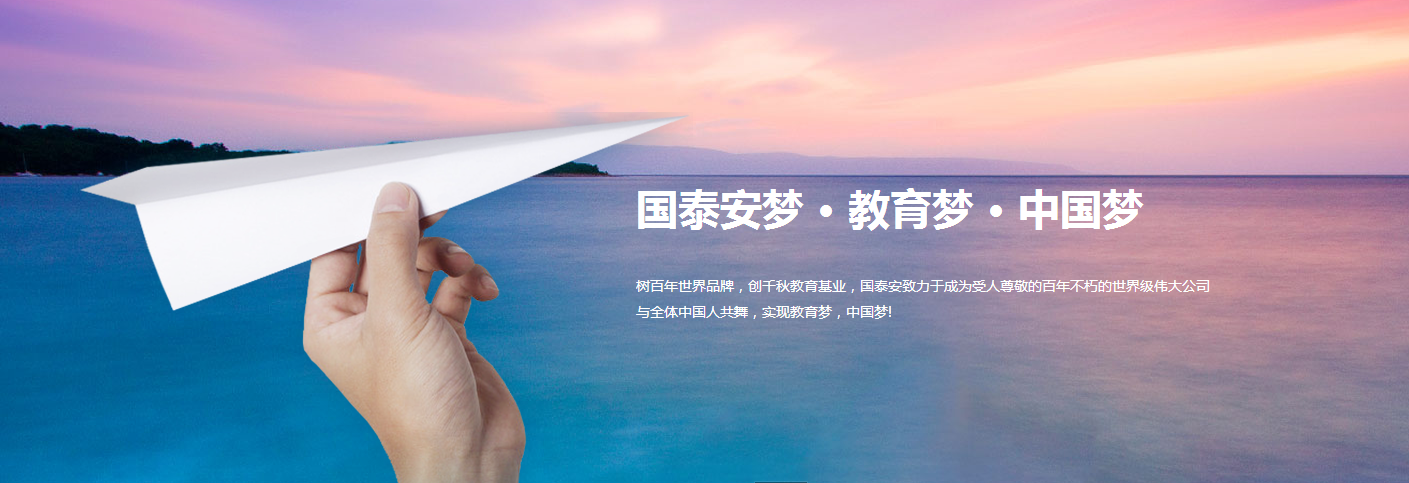 国泰安梦·教育梦·中国梦
树百年世界品牌，创千秋教育基业，国泰安致力于成为受人尊敬的百年不朽的世界级伟大公司
与全体中国人共舞，实现教育梦，中国梦!